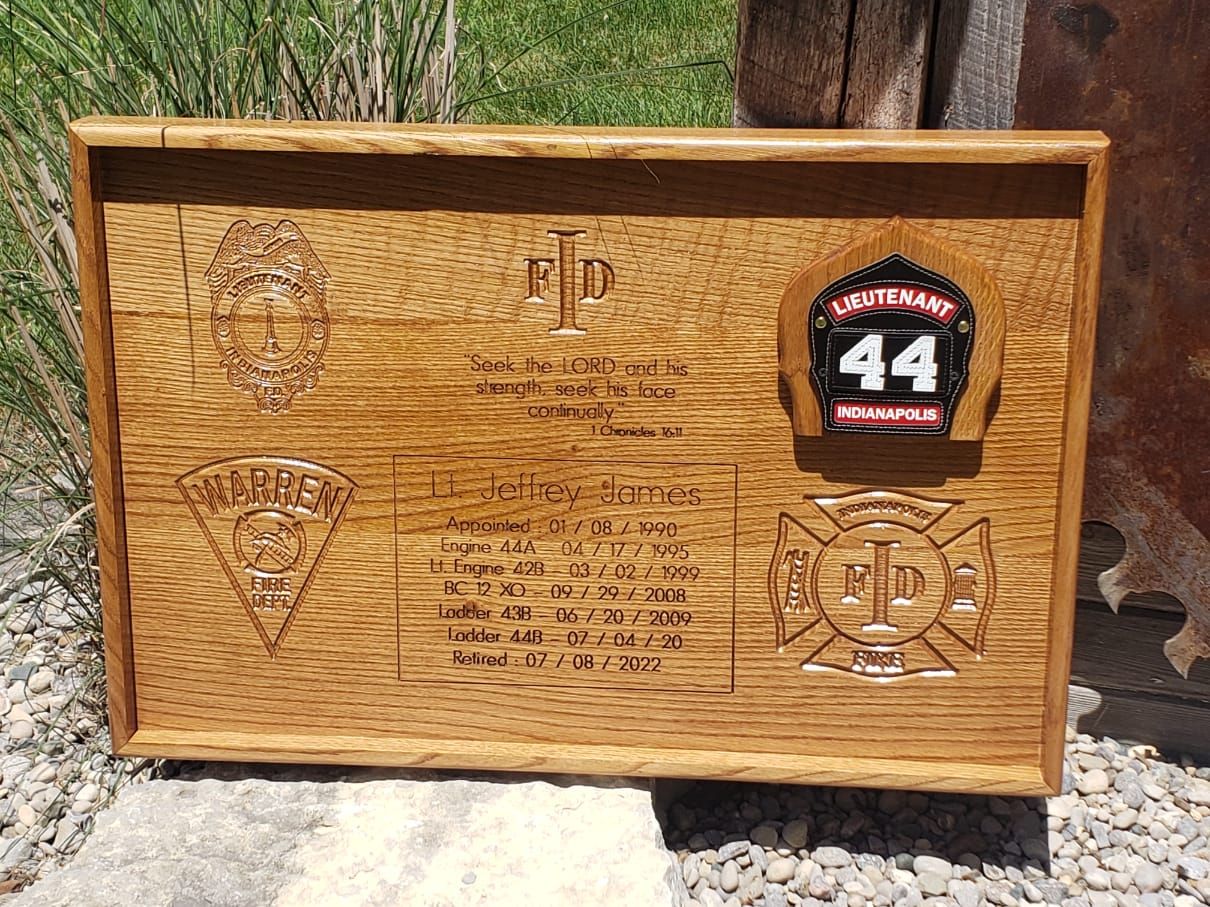 LIEUTENANT
1
INDIANAPOLIS
F.D.
F I D
"Seek the LORD and his
strength, seek his face
continually."
1 Chronicles 16:11
LIEUTENANT
44
INDIANAPOLIS
WARREN
FIRE
DEPT.
Lt. Jeffrey James
Appointed : 01 / 08 / 1990
Engine 44A - 04 / 17 / 1995
Lt. Engine 42B - 03 / 02 / 1999
BC 12 XO - 09 / 29 / 2008
Ladder 43B - 06 / 20 / 2009
Ladder 44B - 07 / 04 / 20
Retired : 07 / 08 / 2022
INDIANAPOLIS
F I D
FIRE